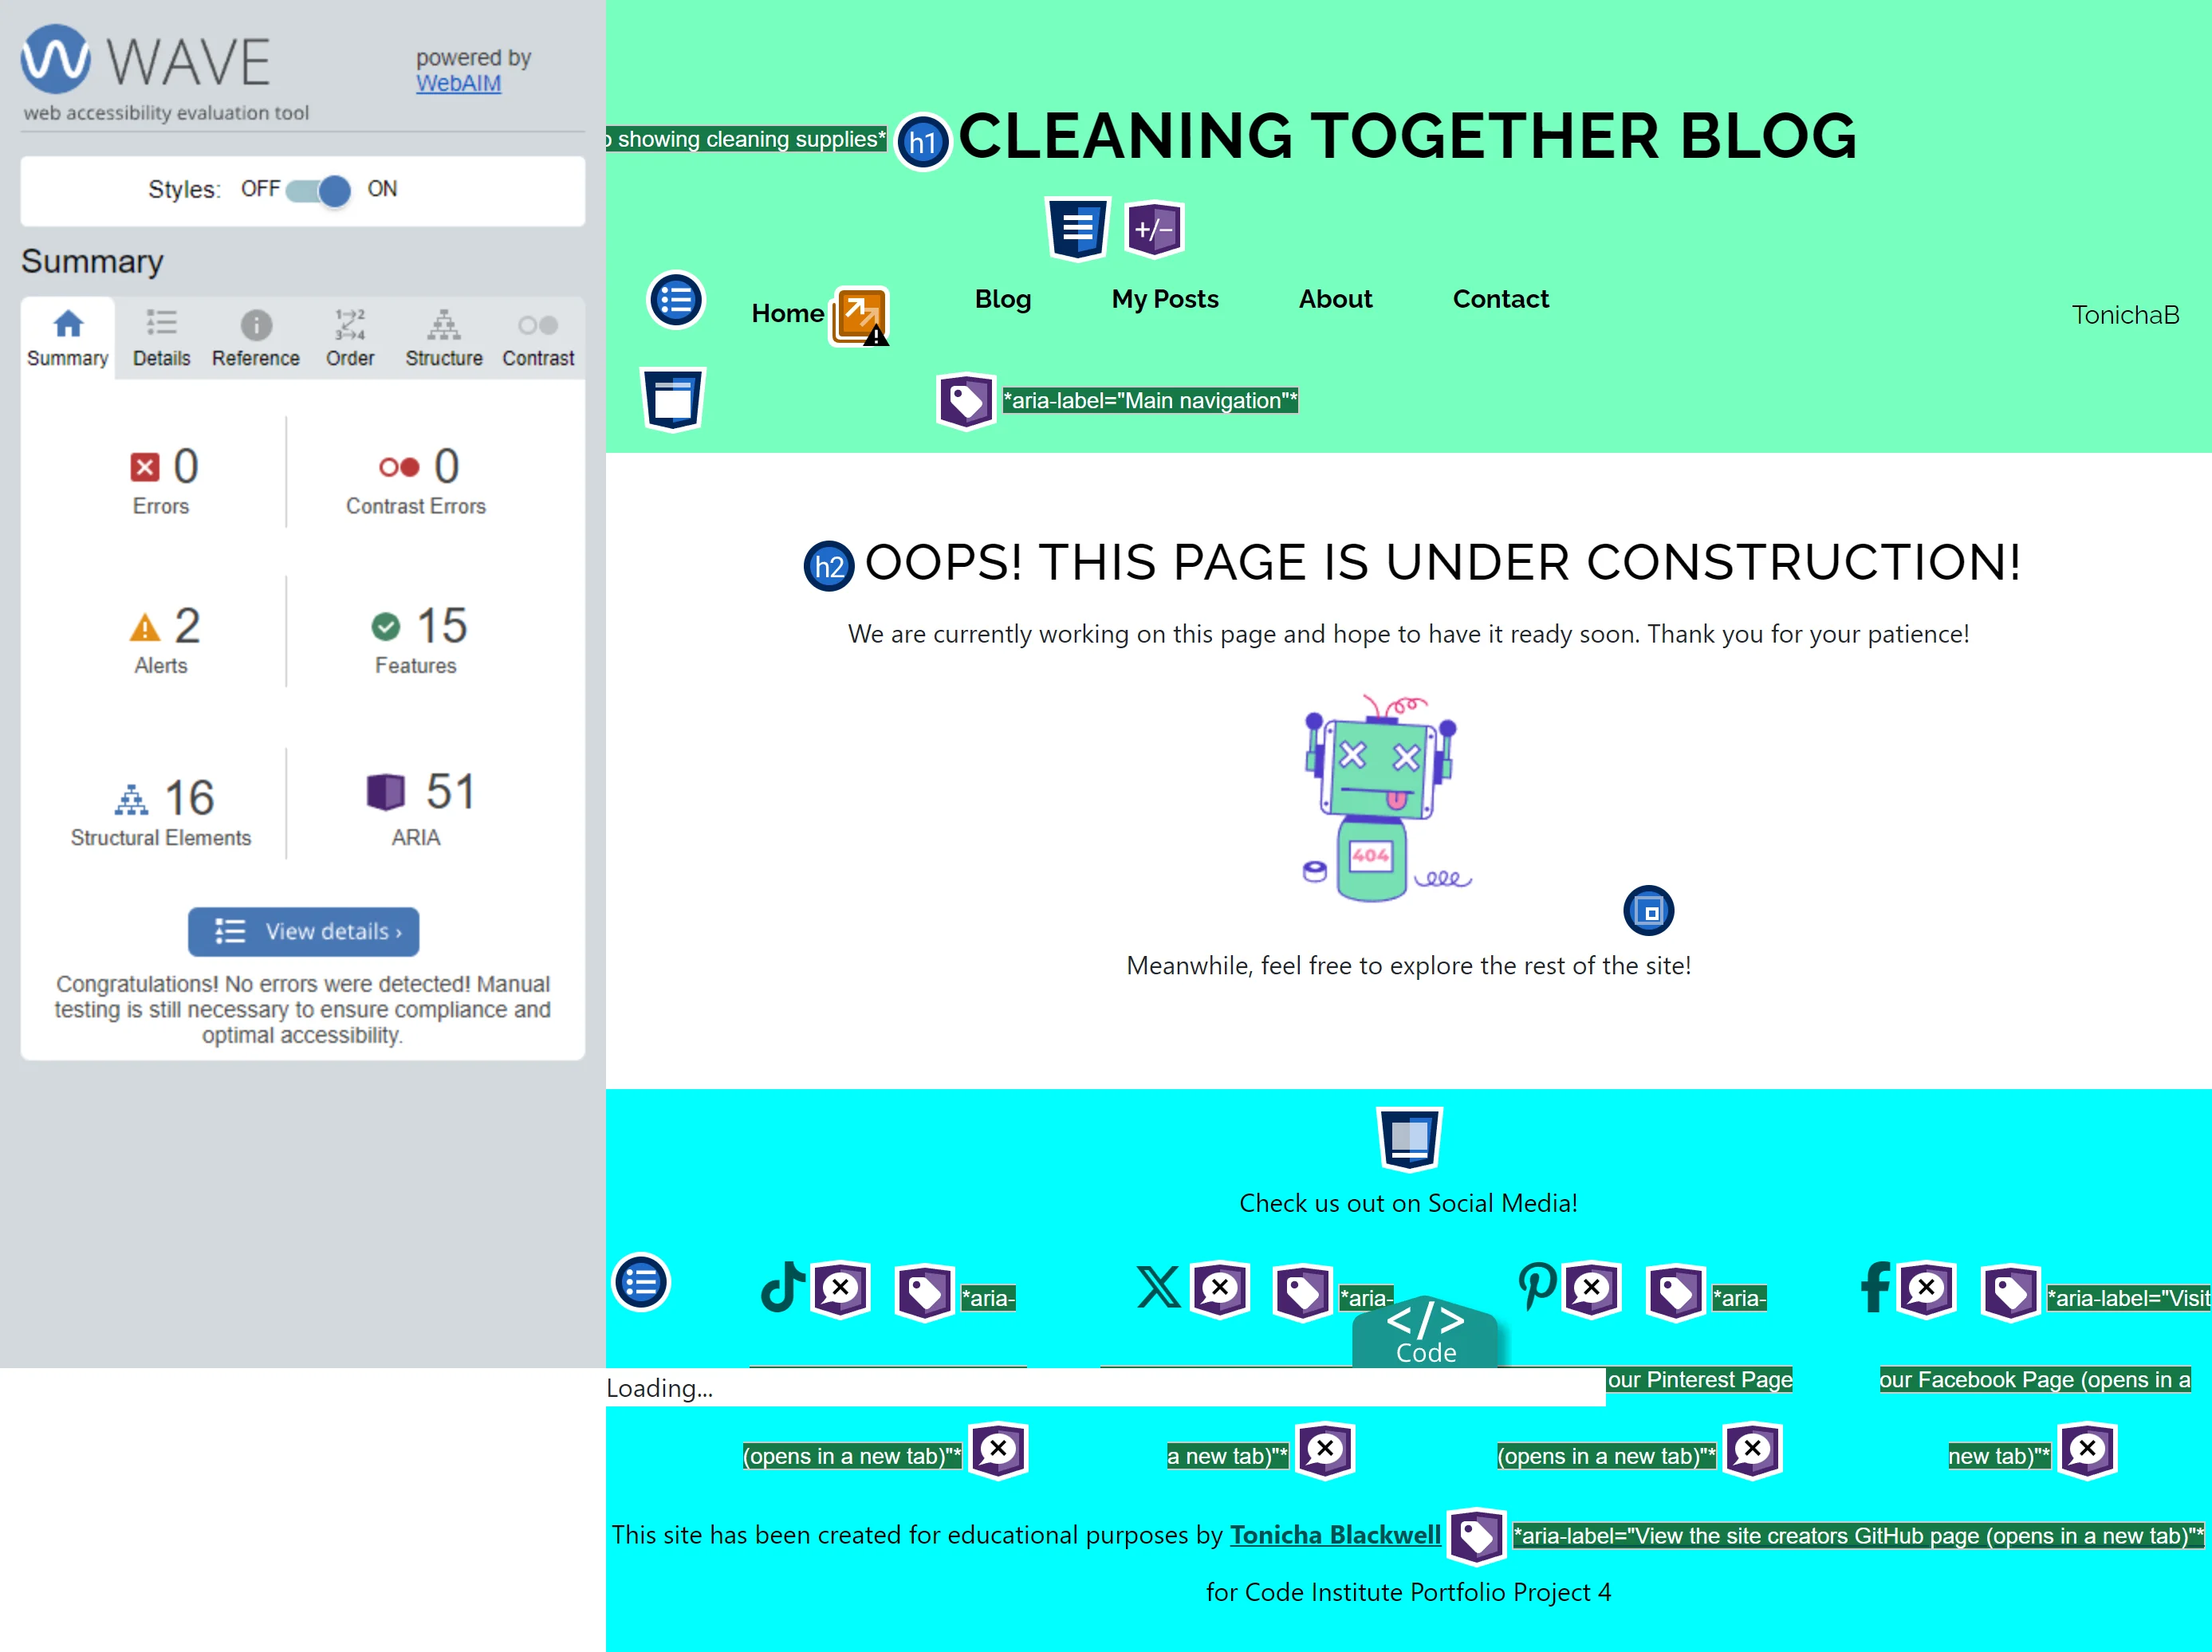 WAVE
powered by
WebAIM
web accessibility evaluation tool
Styles: OFF ON
Summary
Summary Details Reference Order Structure Contrast
0 0
Errors Contrast Errors
2 15
Alerts Features
16 51
Structural Elements ARIA
View details ›
Congratulations! No errors were detected! Manual
testing is still necessary to ensure compliance and
optimal accessibility.
showing cleaning supplies* h1 CLEANING TOGETHER BLOG
+/-
Home Blog My Posts About Contact TonichaB
*aria-label="Main navigation"*
h2 OOPS! THIS PAGE IS UNDER CONSTRUCTION!
We are currently working on this page and hope to have it ready soon. Thank you for your patience!
404
Meanwhile, feel free to explore the rest of the site!
Check us out on Social Media!
*aria- *aria- *aria- *aria-label="Visit
</>
Code
Loading... our Pinterest Page our Facebook Page (opens in a
(opens in a new tab)"* a new tab)"* (opens in a new tab)"* new tab)"*
This site has been created for educational purposes by Tonicha Blackwell *aria-label="View the site creators GitHub page (opens in a new tab)"*
for Code Institute Portfolio Project 4